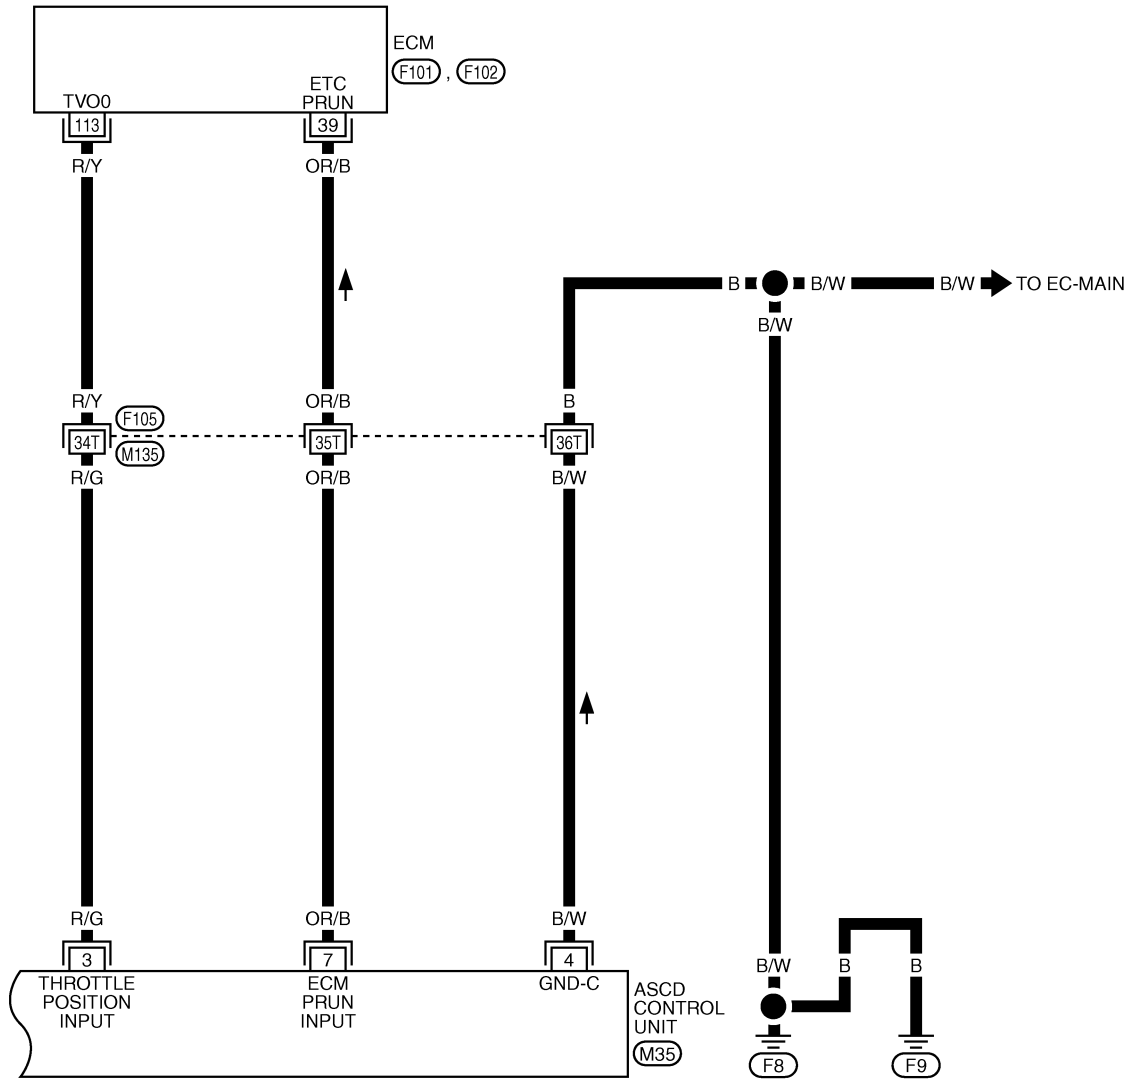 ECM
F101 , F102
ETC
TVO0 PRUN
113 39
R/Y OR/B
B B/W B/W TO EC-MAIN
B/W
R/Y OR/B B
F105
34T 35T 36T
M135
R/G OR/B B/W
R/G OR/B B/W
3 7 4
B/W B B
THROTTLE ECM GND-C
POSITION PRUN
INPUT INPUT
ASCD
CONTROL
UNIT
M35
F8 F9